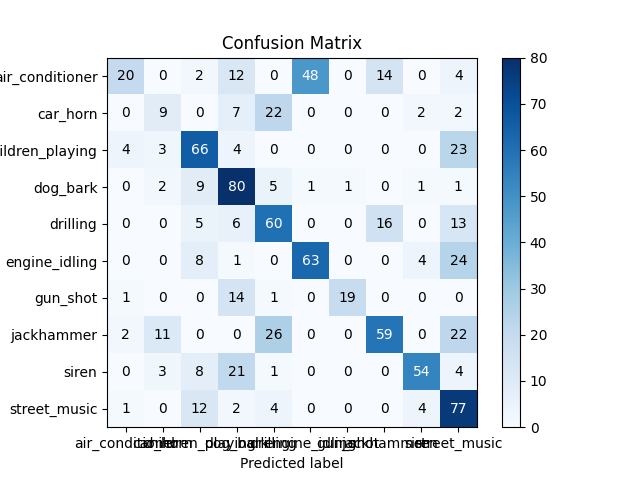 Confusion Matrix
air_conditioner 20 0 2 12 0 48 0 14 0 4
car_horn 0 9 0 7 22 0 0 0 2 2
ildren_playing 4 3 66 4 0 0 0 0 0 23
dog_bark 0 2 9 80 5 1 1 0 1 1
drilling 0 0 5 6 60 0 0 16 0 13
engine_idling 0 0 8 1 0 63 0 0 4 24
gun_shot 1 0 0 14 1 0 19 0 0 0
jackhammer 2 11 0 0 26 0 0 59 0 22
siren 0 3 8 21 1 0 0 0 54 4
street_music 1 0 12 2 4 0 0 0 4 77
street_music
Predicted label
80
70
60
50
40
30
20
10
0